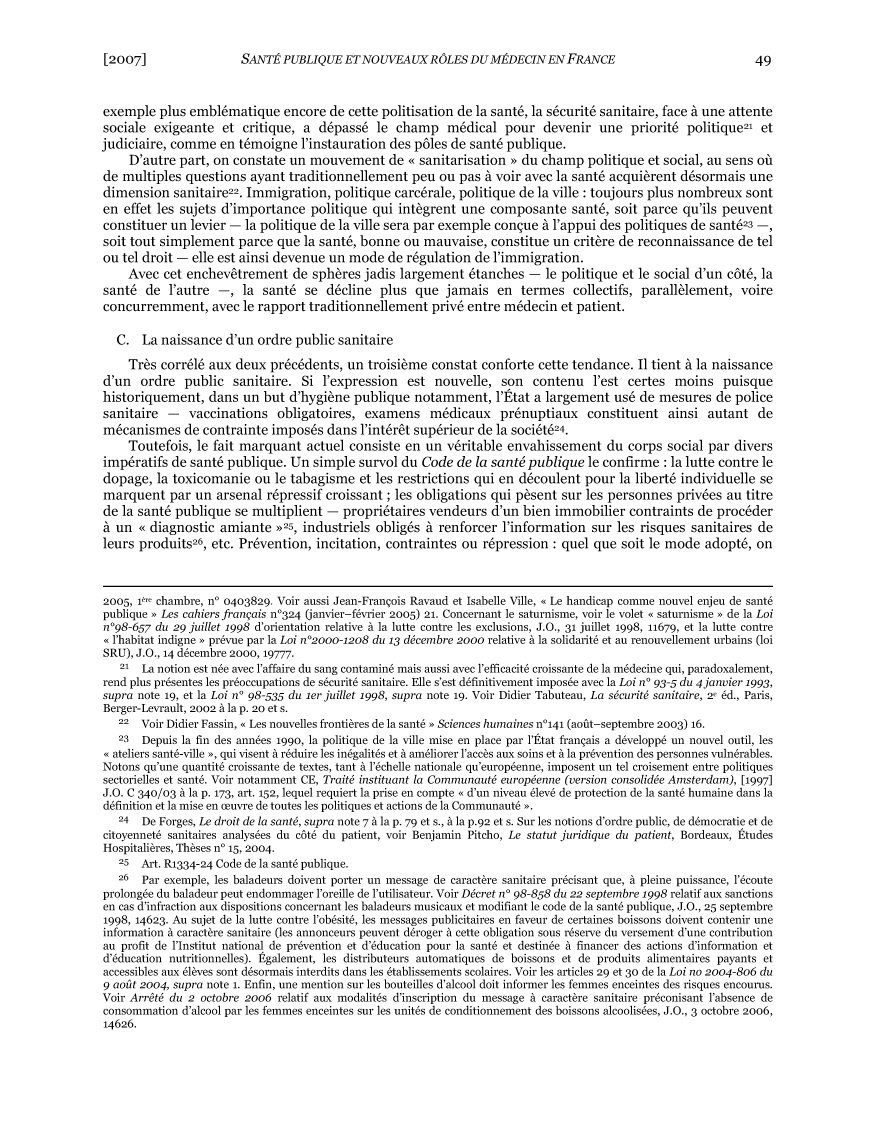 [2007] SANTÉ PUBLIQUE ET NOUVEAUX RÔLES DU MÉDECIN EN FRANCE 49
exemple plus emblématique encore de cette politisation de la santé, la sécurité sanitaire, face à une attente
sociale exigeante et critique, a dépassé le champ médical pour devenir une priorité politique21 et
judiciaire, comme en témoigne l’instauration des pôles de santé publique.
D’autre part, on constate un mouvement de « sanitarisation » du champ politique et social, au sens où
de multiples questions ayant traditionnellement peu ou pas à voir avec la santé acquièrent désormais une
dimension sanitaire22. Immigration, politique carcérale, politique de la ville : toujours plus nombreux sont
en effet les sujets d’importance politique qui intègrent une composante santé, soit parce qu’ils peuvent
constituer un levier — la politique de la ville sera par exemple conçue à l’appui des politiques de santé23 —,
soit tout simplement parce que la santé, bonne ou mauvaise, constitue un critère de reconnaissance de tel
ou tel droit — elle est ainsi devenue un mode de régulation de l’immigration.
Avec cet enchevêtrement de sphères jadis largement étanches — le politique et le social d’un côté, la
santé de l’autre —, la santé se décline plus que jamais en termes collectifs, parallèlement, voire
concurremment, avec le rapport traditionnellement privé entre médecin et patient.
C. La naissance d’un ordre public sanitaire
Très corrélé aux deux précédents, un troisième constat conforte cette tendance. Il tient à la naissance
d’un ordre public sanitaire. Si l’expression est nouvelle, son contenu l’est certes moins puisque
historiquement, dans un but d’hygiène publique notamment, l’État a largement usé de mesures de police
sanitaire — vaccinations obligatoires, examens médicaux prénuptiaux constituent ainsi autant de
mécanismes de contrainte imposés dans l’intérêt supérieur de la société24.
Toutefois, le fait marquant actuel consiste en un véritable envahissement du corps social par divers
impératifs de santé publique. Un simple survol du Code de la santé publique le confirme : la lutte contre le
dopage, la toxicomanie ou le tabagisme et les restrictions qui en découlent pour la liberté individuelle se
marquent par un arsenal répressif croissant ; les obligations qui pèsent sur les personnes privées au titre
de la santé publique se multiplient — propriétaires vendeurs d’un bien immobilier contraints de procéder
à un « diagnostic amiante »25, industriels obligés à renforcer l’information sur les risques sanitaires de
leurs produits26, etc. Prévention, incitation, contraintes ou répression : quel que soit le mode adopté, on
2005, 1ère chambre, n° 0403829. Voir aussi Jean-François Ravaud et Isabelle Ville, « Le handicap comme nouvel enjeu de santé
publique » Les cahiers français n°324 (janvier–février 2005) 21. Concernant le saturnisme, voir le volet « saturnisme » de la Loi
n°98-657 du 29 juillet 1998 d’orientation relative à la lutte contre les exclusions, J.O., 31 juillet 1998, 11679, et la lutte contre
« l’habitat indigne » prévue par la Loi n°2000-1208 du 13 décembre 2000 relative à la solidarité et au renouvellement urbains (loi
SRU), J.O., 14 décembre 2000, 19777.
21 La notion est née avec l’affaire du sang contaminé mais aussi avec l’efficacité croissante de la médecine qui, paradoxalement,
rend plus présentes les préoccupations de sécurité sanitaire. Elle s’est définitivement imposée avec la Loi n° 93-5 du 4 janvier 1993,
supra note 19, et la Loi n° 98-535 du 1er juillet 1998, supra note 19. Voir Didier Tabuteau, La sécurité sanitaire, 2e éd., Paris,
Berger-Levrault, 2002 à la p. 20 et s.
22 Voir Didier Fassin, « Les nouvelles frontières de la santé » Sciences humaines n°141 (août–septembre 2003) 16.
23 Depuis la fin des années 1990, la politique de la ville mise en place par l’État français a développé un nouvel outil, les
« ateliers santé-ville », qui visent à réduire les inégalités et à améliorer l’accès aux soins et à la prévention des personnes vulnérables.
Notons qu’une quantité croissante de textes, tant à l’échelle nationale qu’européenne, imposent un tel croisement entre politiques
sectorielles et santé. Voir notamment CE, Traité instituant la Communauté européenne (version consolidée Amsterdam), [1997]
J.O. C 340/03 à la p. 173, art. 152, lequel requiert la prise en compte « d’un niveau élevé de protection de la santé humaine dans la
définition et la mise en œuvre de toutes les politiques et actions de la Communauté ».
24 De Forges, Le droit de la santé, supra note 7 à la p. 79 et s., à la p.92 et s. Sur les notions d’ordre public, de démocratie et de
citoyenneté sanitaires analysées du côté du patient, voir Benjamin Pitcho, Le statut juridique du patient, Bordeaux, Études
Hospitalières, Thèses n° 15, 2004.
25 Art. R1334-24 Code de la santé publique.
26 Par exemple, les baladeurs doivent porter un message de caractère sanitaire précisant que, à pleine puissance, l’écoute
prolongée du baladeur peut endommager l’oreille de l’utilisateur. Voir Décret n° 98-858 du 22 septembre 1998 relatif aux sanctions
en cas d’infraction aux dispositions concernant les baladeurs musicaux et modifiant le code de la santé publique, J.O., 25 septembre
1998, 14623. Au sujet de la lutte contre l’obésité, les messages publicitaires en faveur de certaines boissons doivent contenir une
information à caractère sanitaire (les annonceurs peuvent déroger à cette obligation sous réserve du versement d’une contribution
au profit de l’Institut national de prévention et d’éducation pour la santé et destinée à financer des actions d’information et
d’éducation nutritionnelles). Également, les distributeurs automatiques de boissons et de produits alimentaires payants et
accessibles aux élèves sont désormais interdits dans les établissements scolaires. Voir les articles 29 et 30 de la Loi no 2004-806 du
9 août 2004, supra note 1. Enfin, une mention sur les bouteilles d’alcool doit informer les femmes enceintes des risques encourus.
Voir Arrêté du 2 octobre 2006 relatif aux modalités d’inscription du message à caractère sanitaire préconisant l’absence de
consommation d’alcool par les femmes enceintes sur les unités de conditionnement des boissons alcoolisées, J.O., 3 octobre 2006,
14626.